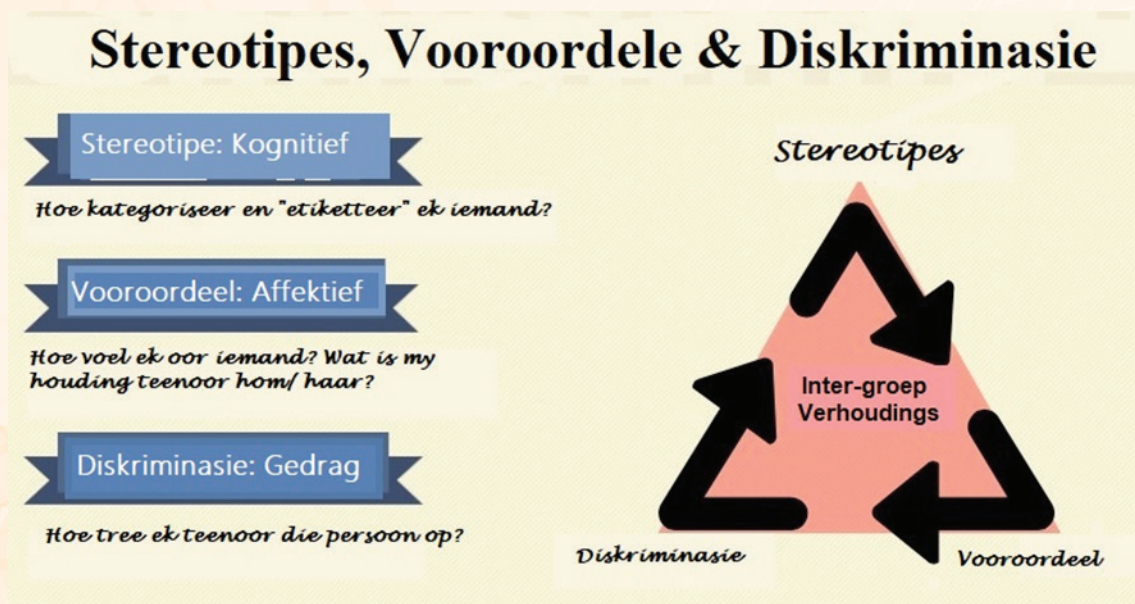 Stereotipes, Vooroordele & Diskriminasie
Stereotipe: Kognitief
Hoe kategoriseer en "etiketteer" ek iemand?
Vooroordeel: Affektief
Hoe voel ek oor iemand? Wat is my
houding teenoor hom/ haar?
Diskriminasie: Gedrag
Hoe tree ek teenoor die persoon op?
Stereotipes
Inter-groep
Verhoudings
Diskriminasie
Vooroordeel